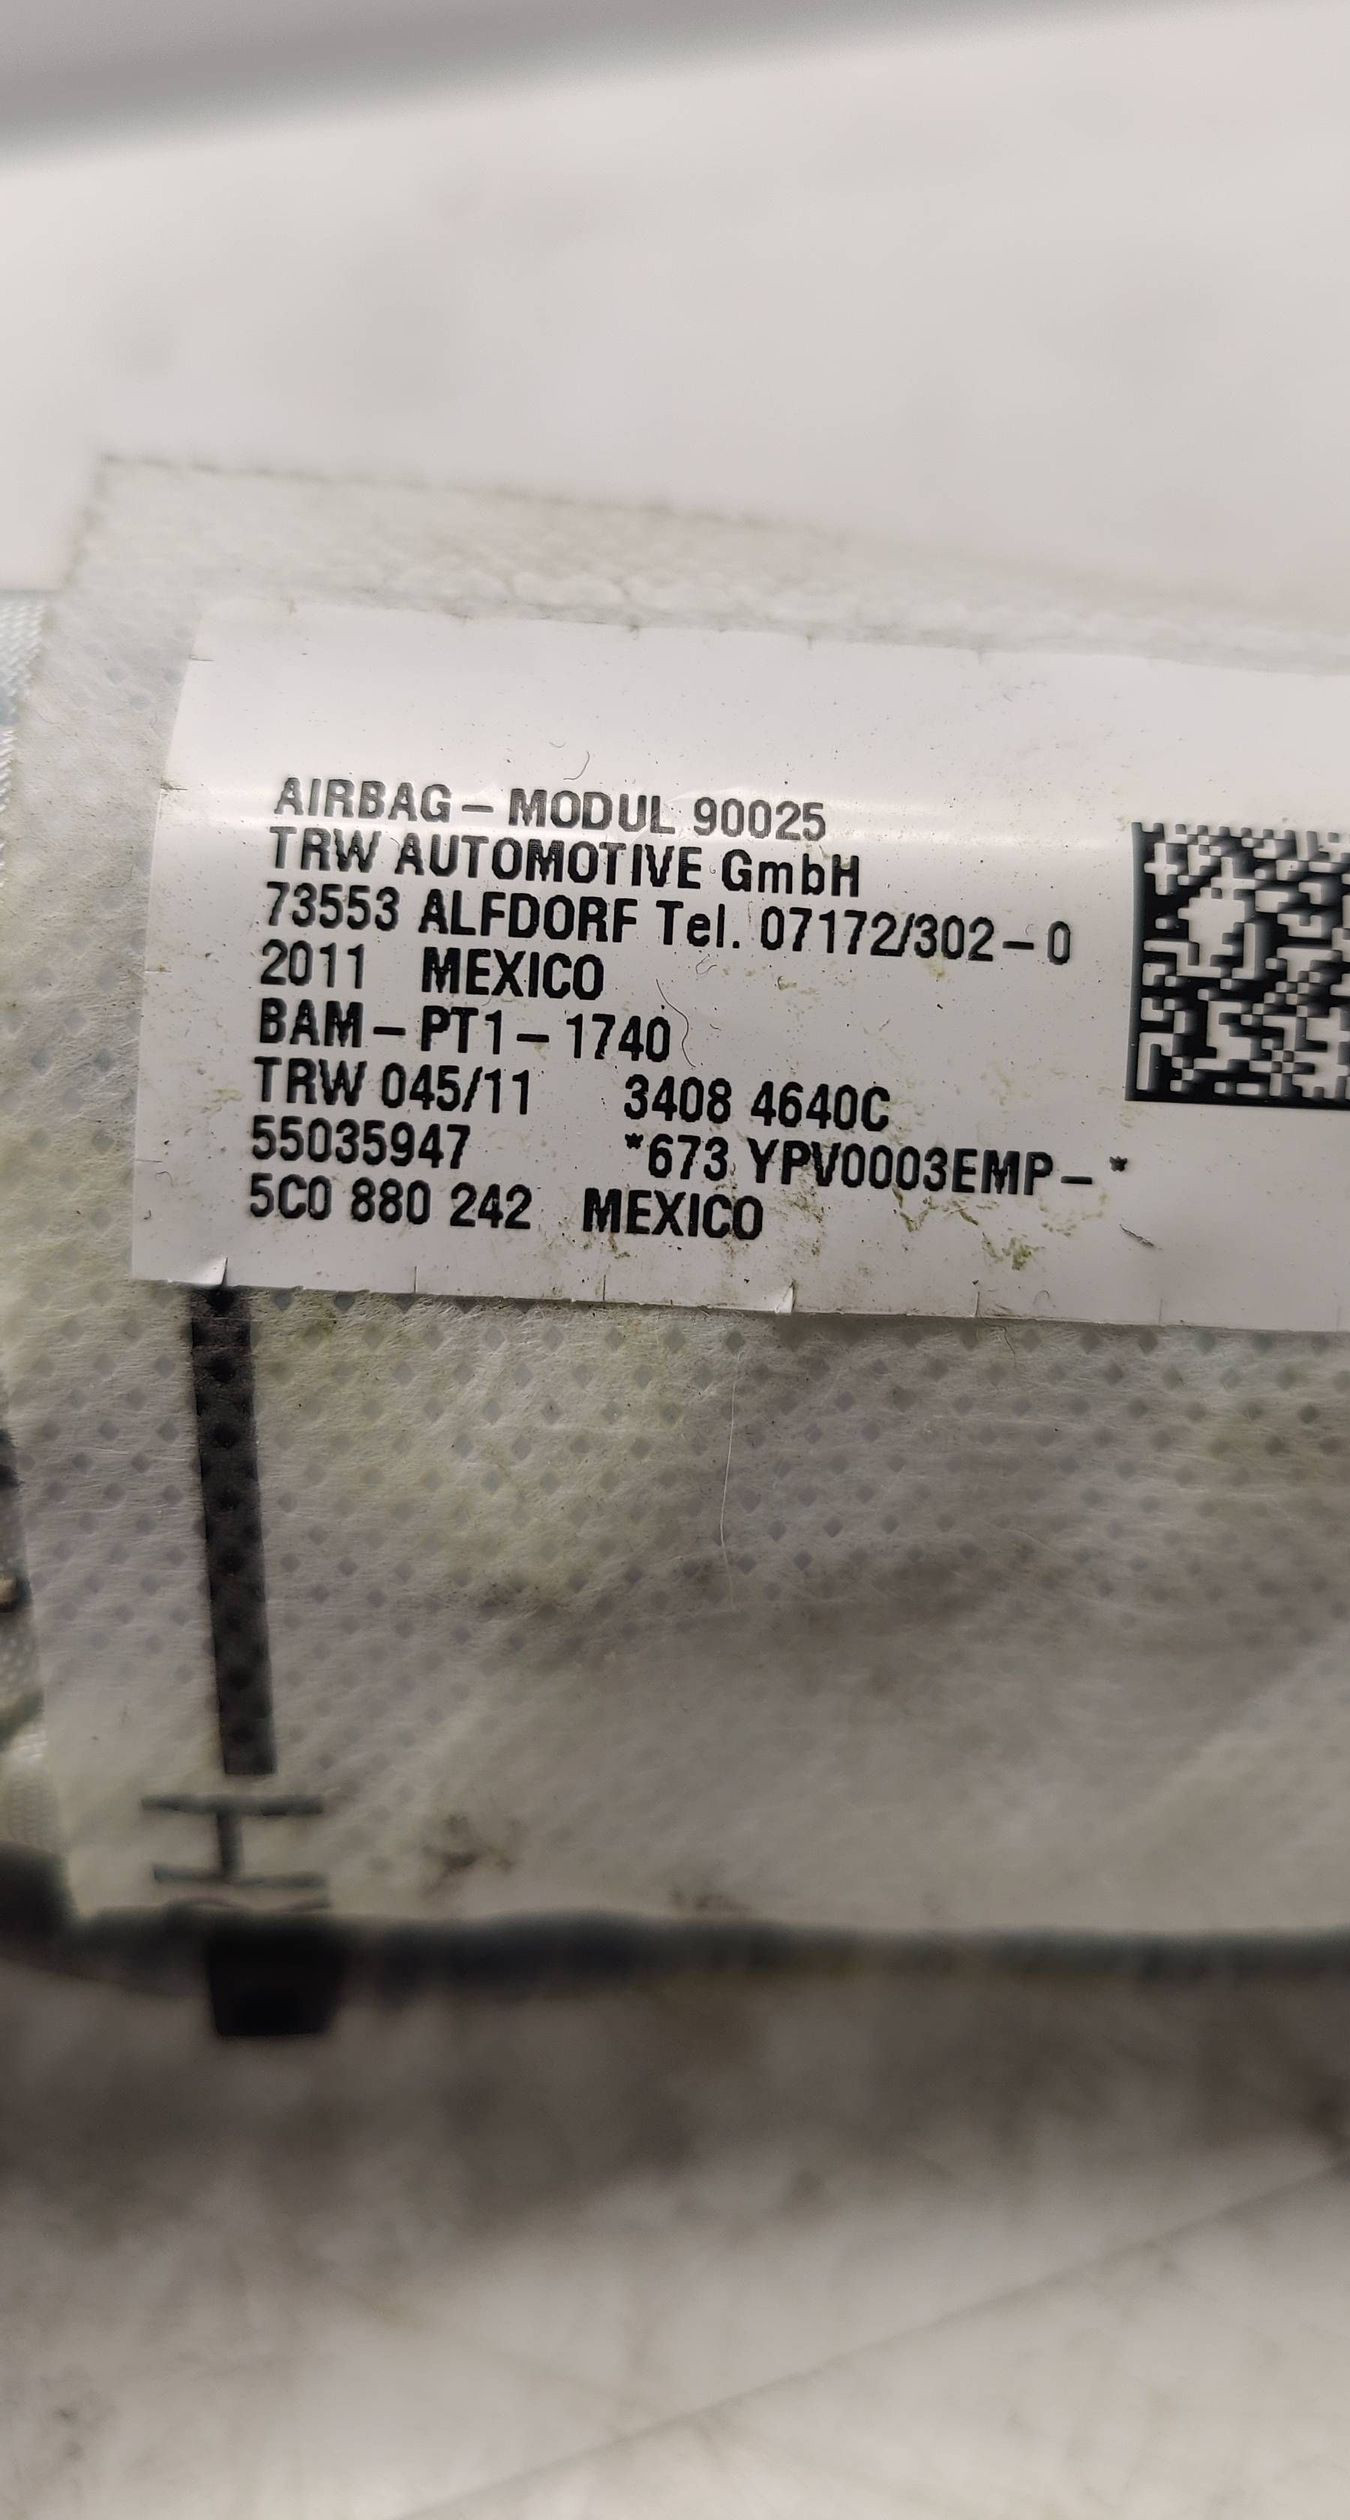 AIRBAG – MODUL 90025
TRW AUTOMOTIVE GmbH
73553 ALFDORF Tel. 07172/302 – 0
2011 MEXICO
BAM – PT1 – 1740
TRW 045/11 3408 4640C
55035947 *673 YPV0003EMP – *
5C0 880 242 MEXICO